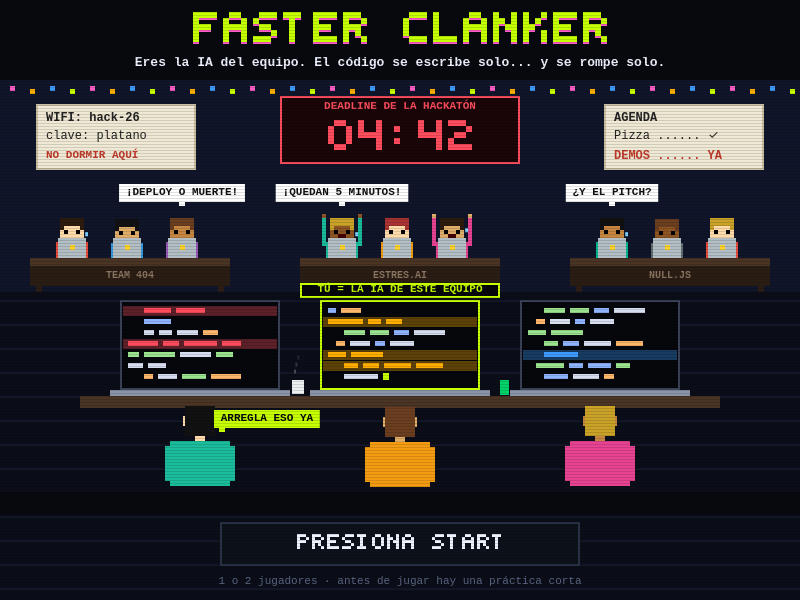 FASTER CLANKER
Eres la IA del equipo. El código se escribe solo... y se rompe solo.
WIFI: hack-26
clave: platano
NO DORMIR AQUÍ
DEADLINE DE LA HACKATÓN
04:42
AGENDA
Pizza ...... ✓
DEMOS ...... YA
¡DEPLOY O MUERTE!
¡QUEDAN 5 MINUTOS!
¿Y EL PITCH?
TEAM 404
ESTRES.AI
NULL.JS
TU = LA IA DE ESTE EQUIPO
ARREGLA ESO YA
PRESIONA START
1 o 2 jugadores · antes de jugar hay una práctica corta